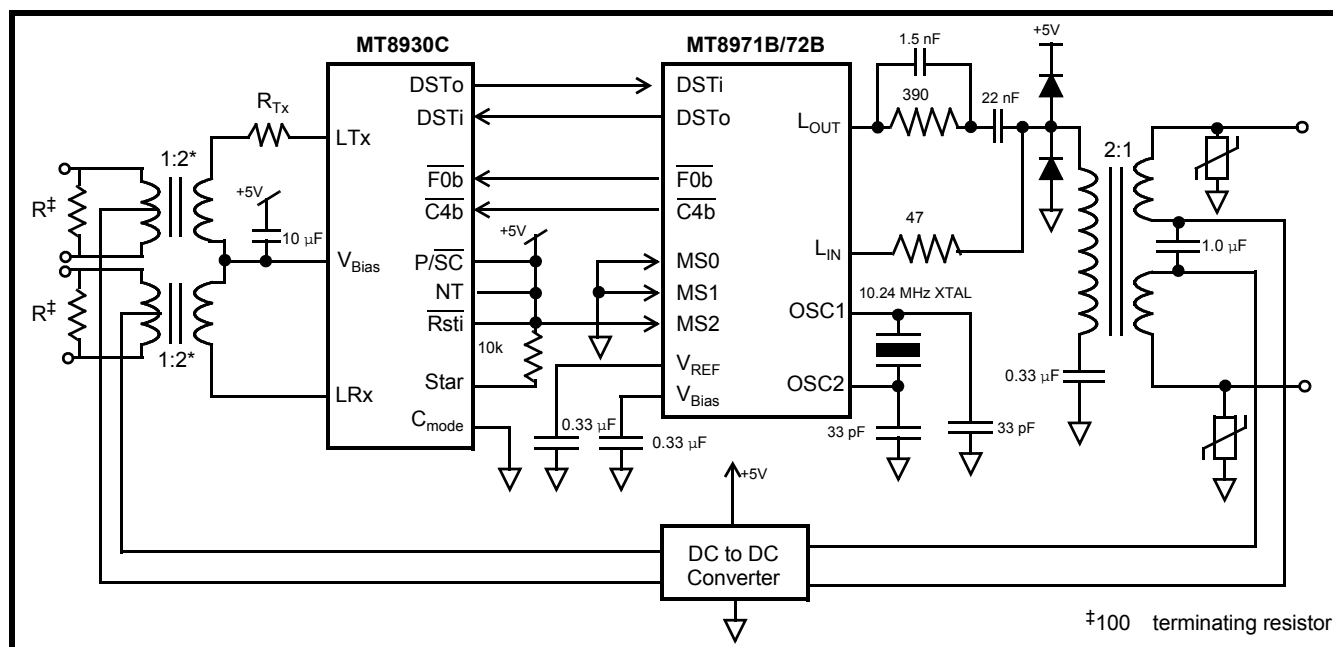 MT8930C
MT8971B/72B
+5V
1.5 nF
DSTo
DSTi
390
22 nF
R_Tx
DSTi
DSTo
L_OUT
LTx
1:2*
2:1
F0b
F0b
R‡
+5V
C4b
C4b
10 µF
+5V
47
1.0 µF
V_Bias
P/SC
MS0
L_IN
NT
MS1
10.24 MHz XTAL
R‡
Rsti
MS2
OSC1
1:2*
10k
V_REF
Star
OSC2
0.33 µF
LRx
V_Bias
C_mode
0.33 µF
0.33 µF
33 pF
33 pF
+5V
DC to DC
Converter
‡100 terminating resistor